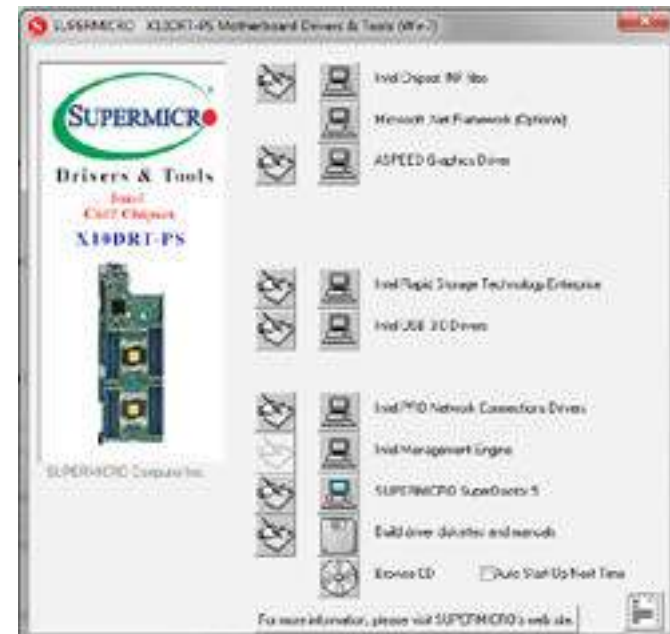 SUPERMICRO X10DRT-PS Motherboard Drivers & Tools (Win7)
SUPERMICRO
Drivers & Tools
Intel
Chipset
X10DRT-PS
SUPERMICRO Computer Inc.
Intel Chipset INF files
Microsoft .Net Framework (Optional)
ASPEED Graphics Driver
Intel Rapid Storage Technology Enterprise
Intel USB 3.0 Drivers
Intel PRO Network Connections Drivers
Intel Management Engine
SUPERMICRO SuperDoctor 5
Build driver diskettes and manuals
Browse CD
Auto Start Up Next Time
For more information, please visit SUPERMICRO's web site.